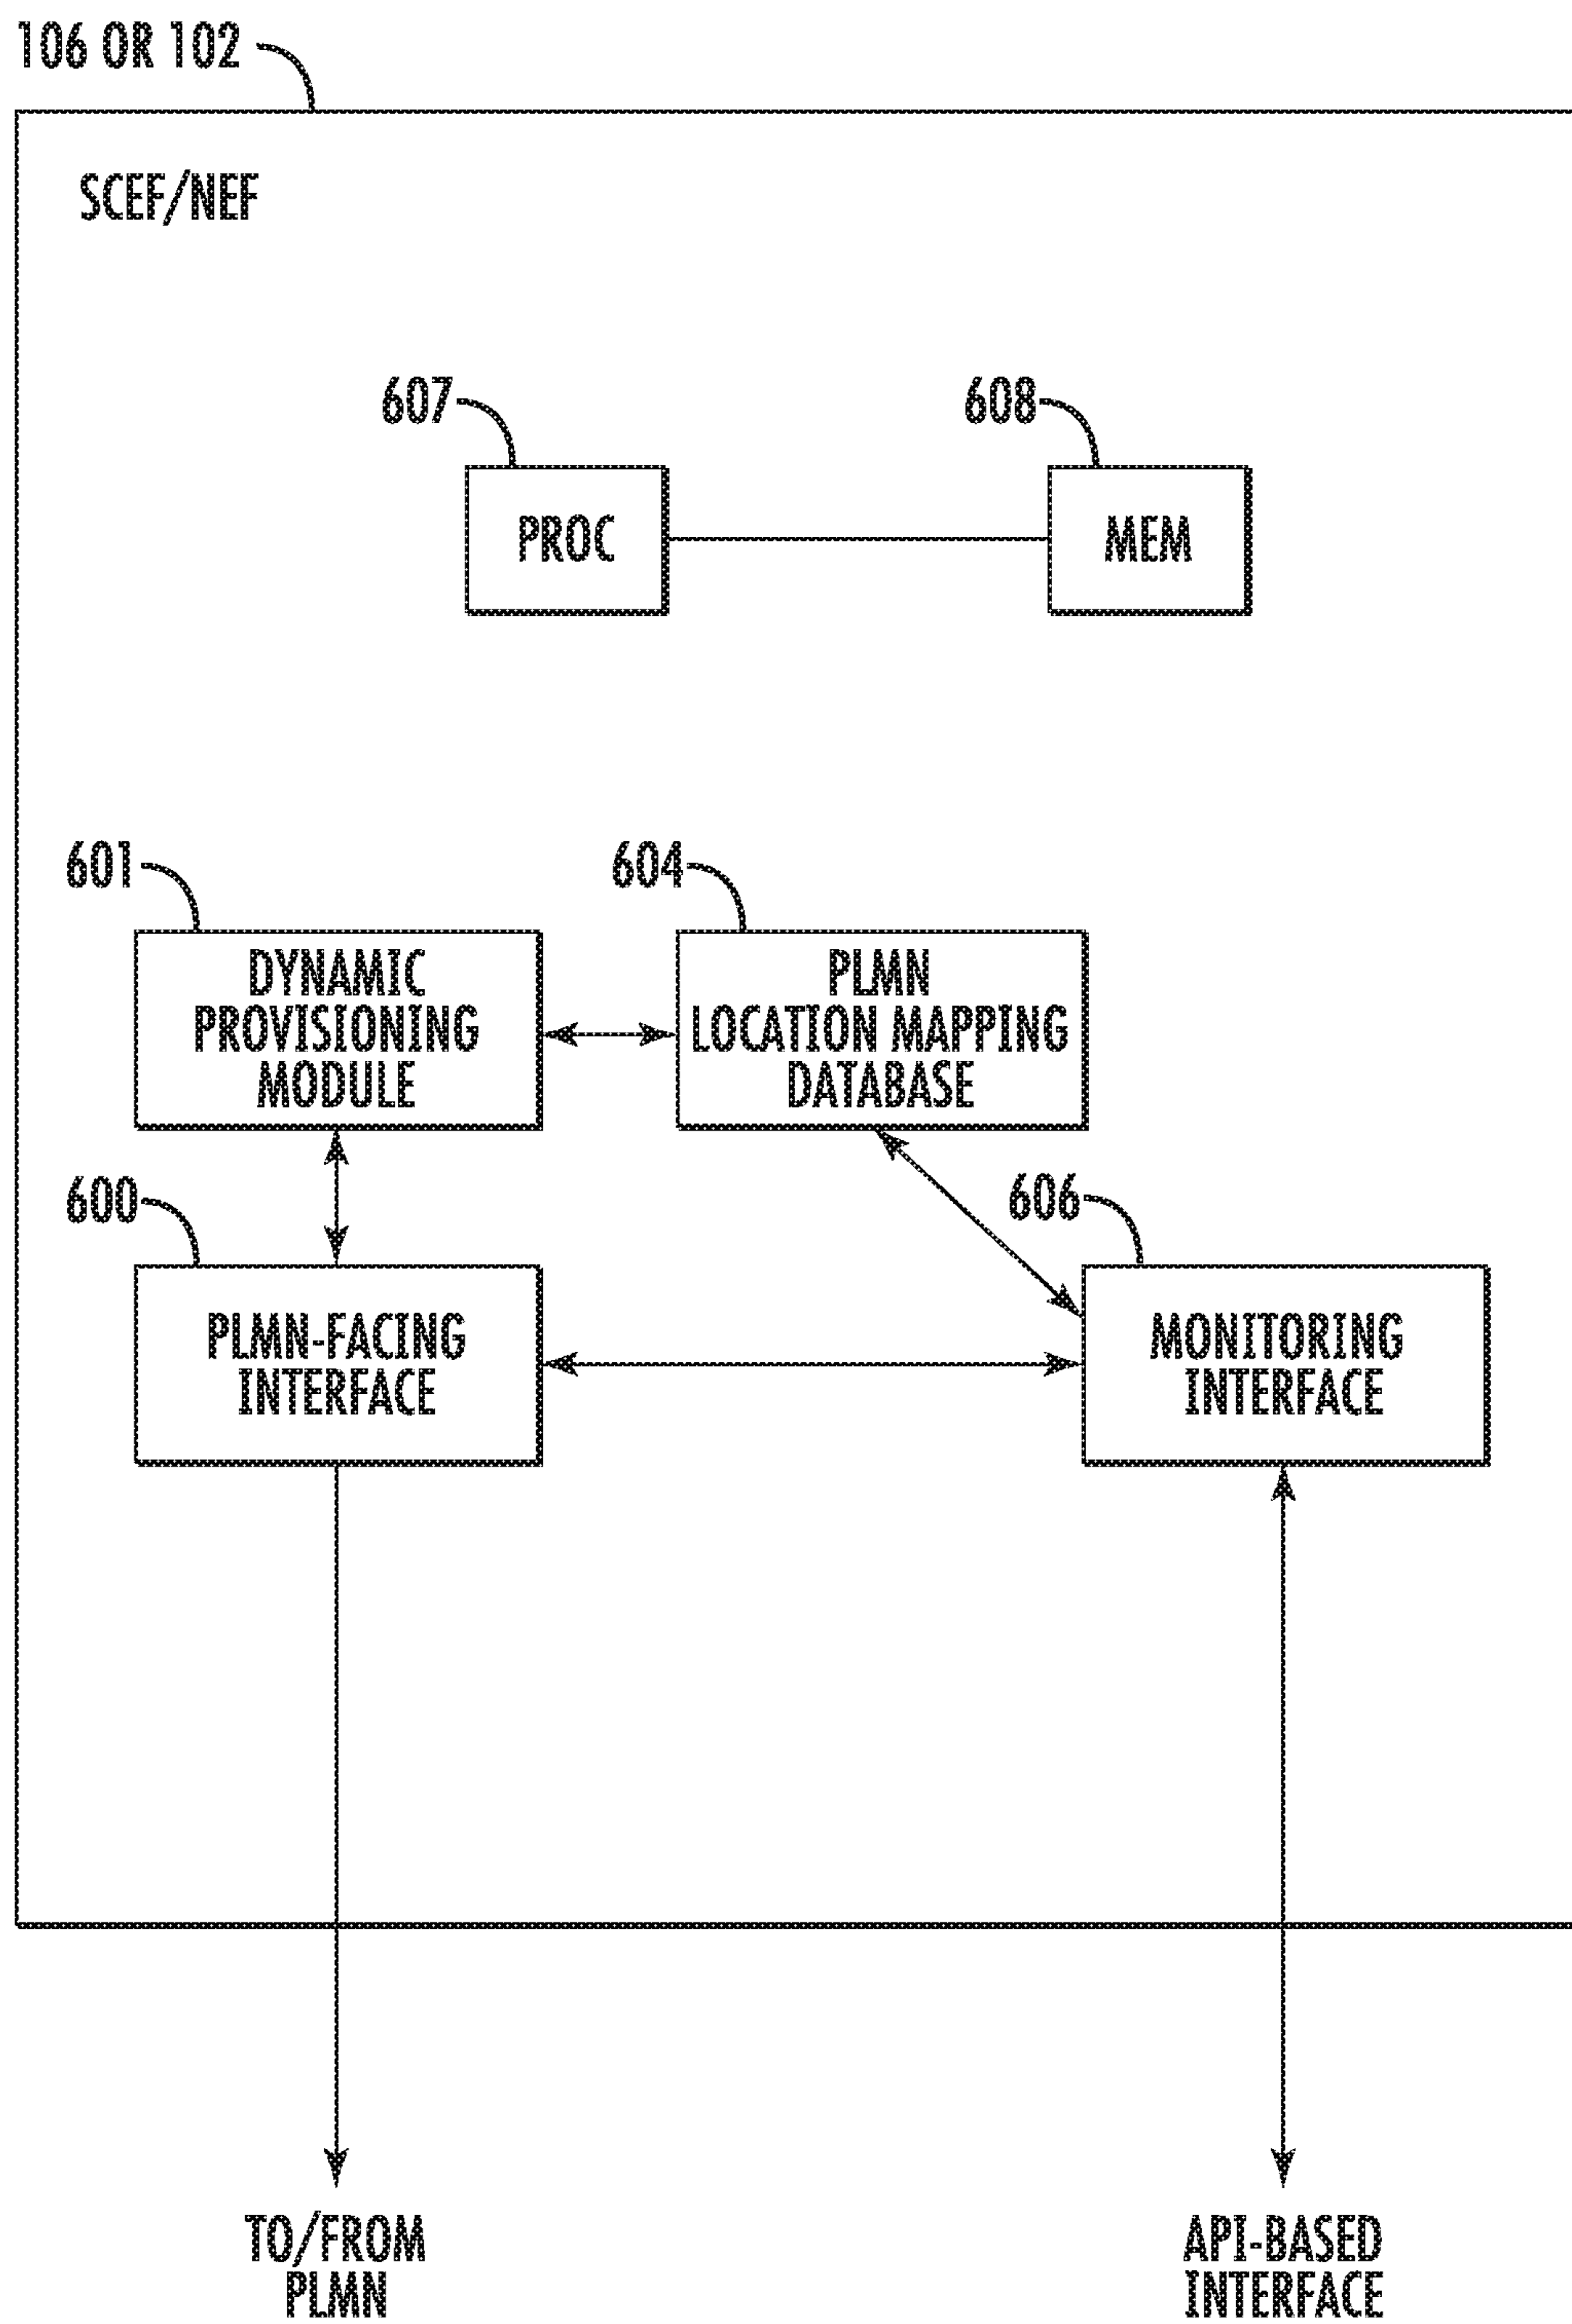 106 OR 102
SCEF/NEF
607
608
PROC
MEM
601
604
DYNAMIC
PROVISIONING
MODULE
PLMN
LOCATION MAPPING
DATABASE
600
606
PLMN-FACING
INTERFACE
MONITORING
INTERFACE
TO/FROM
PLMN
API-BASED
INTERFACE